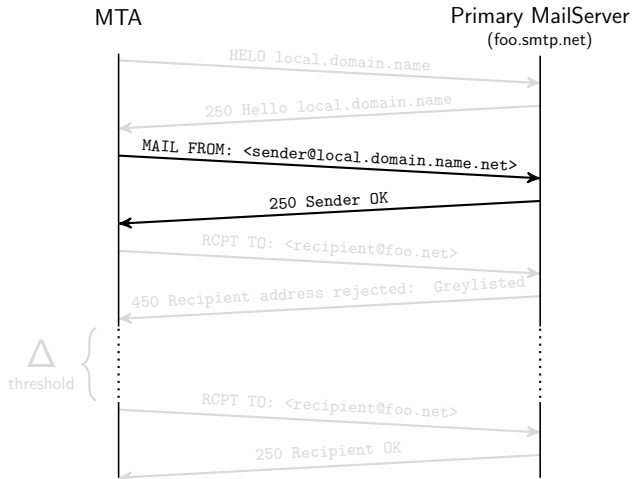 MTA
Primary MailServer
(foo.smtp.net)
HELO local.domain.name
250 Hello local.domain.name
MAIL FROM: <sender@local.domain.name.net>
250 Sender OK
RCPT TO: <recipient@foo.net>
450 Recipient address rejected: Greylisted
Δ
threshold
RCPT TO: <recipient@foo.net>
250 Recipient OK